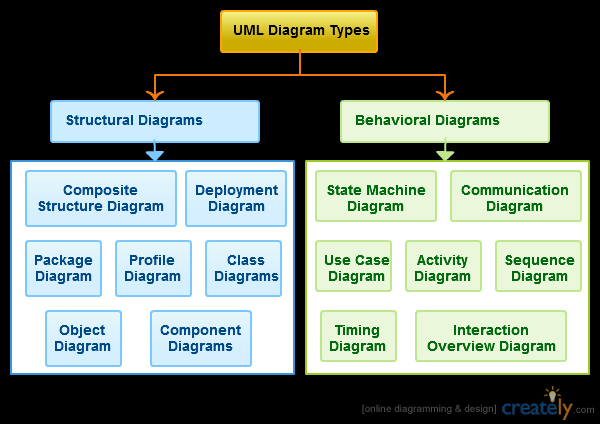 UML Diagram Types
Structural Diagrams
Behavioral Diagrams
Composite
Structure Diagram
Deployment
Diagram
Package
Diagram
Profile
Diagram
Class
Diagrams
Object
Diagram
Component
Diagrams
State Machine
Diagram
Communication
Diagram
Use Case
Diagram
Activity
Diagram
Sequence
Diagram
Timing
Diagram
Interaction
Overview Diagram
[online diagramming & design] creately.com